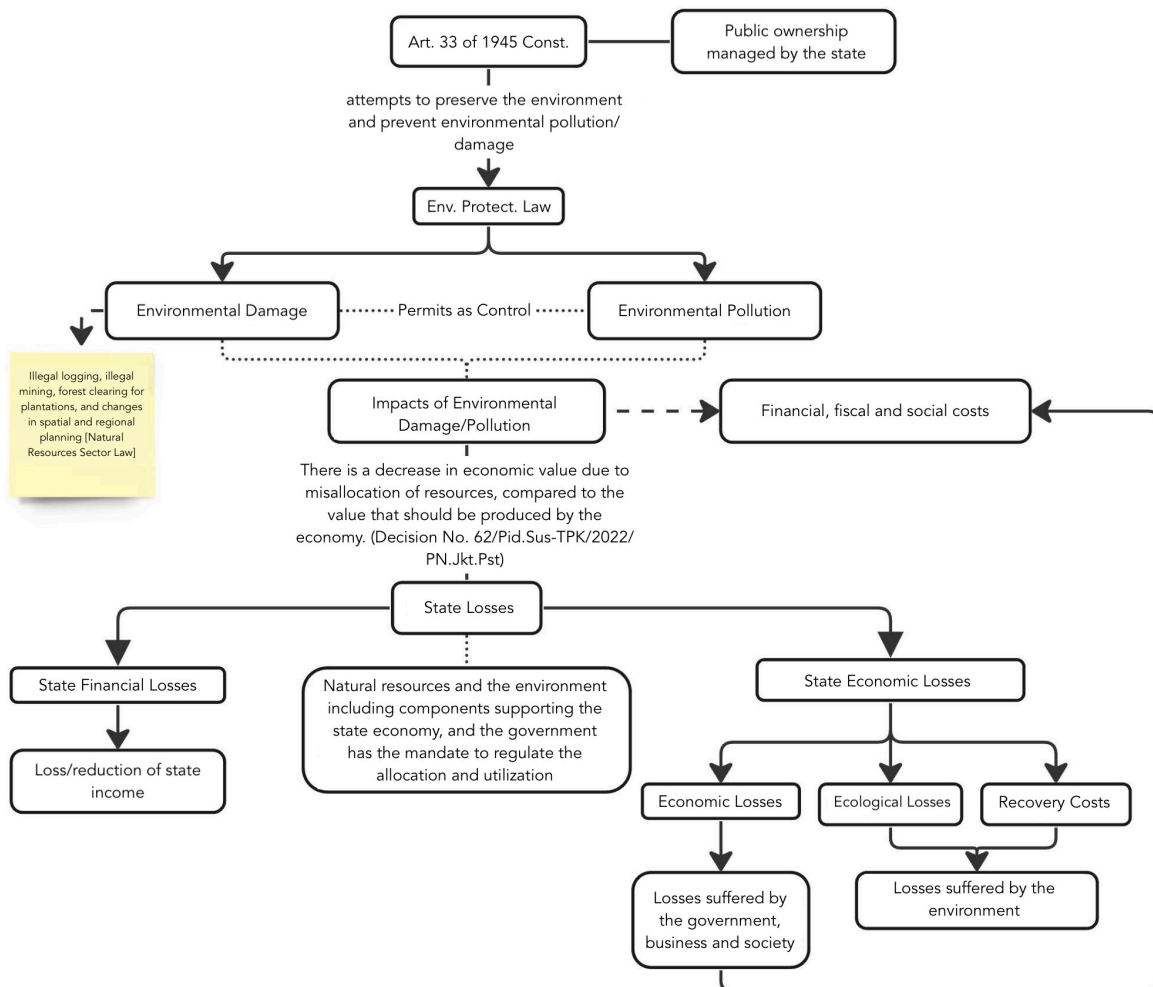 Art. 33 of 1945 Const.
Public ownership
managed by the state
attempts to preserve the environment
and prevent environmental pollution/
damage
Env. Protect. Law
Environmental Damage
Permits as Control
Environmental Pollution
Illegal logging, illegal
mining, forest clearing for
plantations, and changes
in spatial and regional
planning [Natural
Resources Sector Law]
Impacts of Environmental
Damage/Pollution
Financial, fiscal and social costs
There is a decrease in economic value due to
misallocation of resources, compared to the
value that should be produced by the
economy. (Decision No. 62/Pid.Sus-TPK/2022/
PN.Jkt.Pst)
State Losses
State Financial Losses
Natural resources and the environment
including components supporting the
state economy, and the government
has the mandate to regulate the
allocation and utilization
State Economic Losses
Loss/reduction of state
income
Economic Losses
Ecological Losses
Recovery Costs
Losses suffered by
the government,
business and society
Losses suffered by the
environment